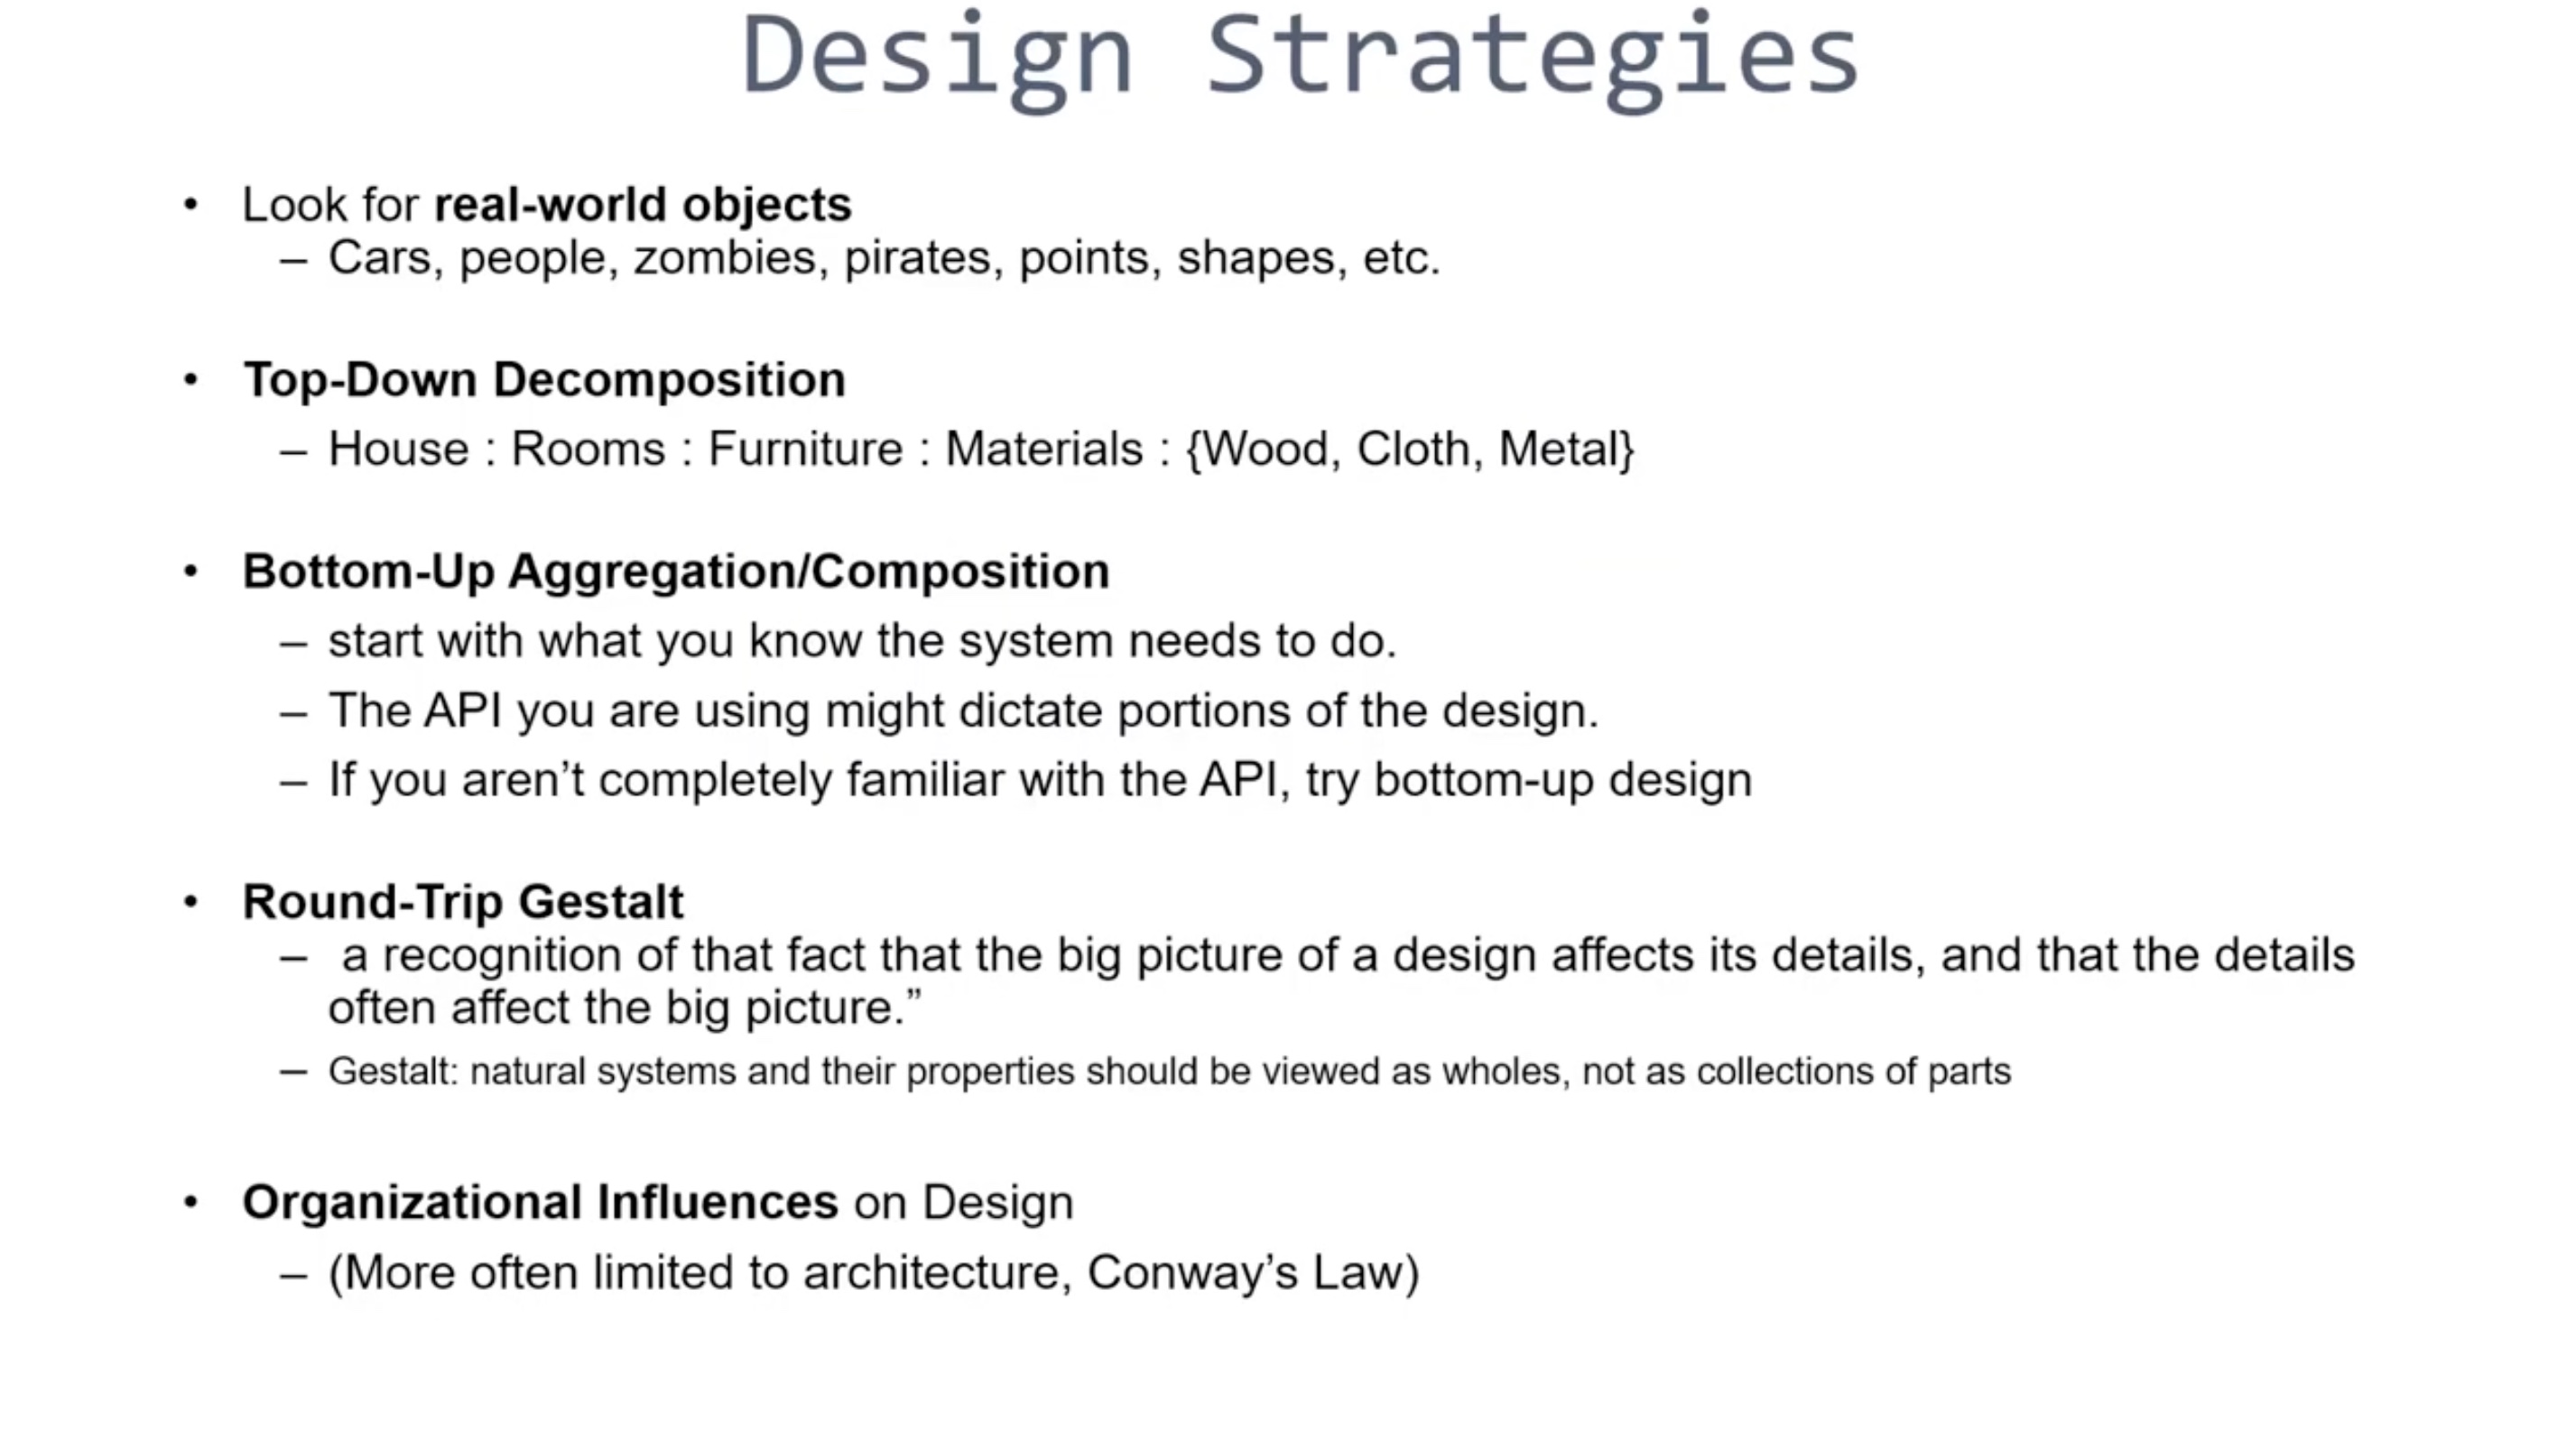 Design Strategies
• Look for real-world objects
– Cars, people, zombies, pirates, points, shapes, etc.
• Top-Down Decomposition
– House : Rooms : Furniture : Materials : {Wood, Cloth, Metal}
• Bottom-Up Aggregation/Composition
– start with what you know the system needs to do.
– The API you are using might dictate portions of the design.
– If you aren’t completely familiar with the API, try bottom-up design
• Round-Trip Gestalt
– a recognition of that fact that the big picture of a design affects its details, and that the details
often affect the big picture.”
– Gestalt: natural systems and their properties should be viewed as wholes, not as collections of parts
• Organizational Influences on Design
– (More often limited to architecture, Conway’s Law)